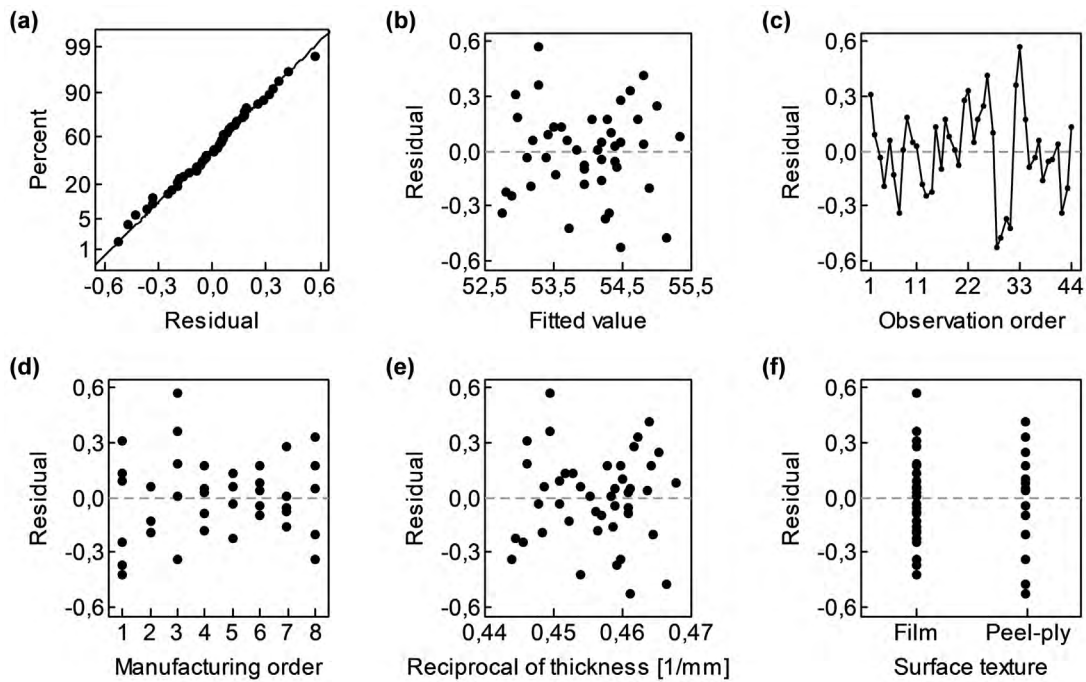 (a)
99
90
60
20
5
1
Percent
-0,6 -0,3 0,0 0,3 0,6
Residual
(b)
0,6
0,3
0,0
-0,3
-0,6
Residual
52,5 53,5 54,5 55,5
Fitted value
(c)
0,6
0,3
0,0
-0,3
-0,6
Residual
1 11 22 33 44
Observation order
(d)
0,6
0,3
0,0
-0,3
-0,6
Residual
1 2 3 4 5 6 7 8
Manufacturing order
(e)
0,6
0,3
0,0
-0,3
-0,6
Residual
0,44 0,45 0,46 0,47
Reciprocal of thickness [1/mm]
(f)
0,6
0,3
0,0
-0,3
-0,6
Residual
Film Peel-ply
Surface texture